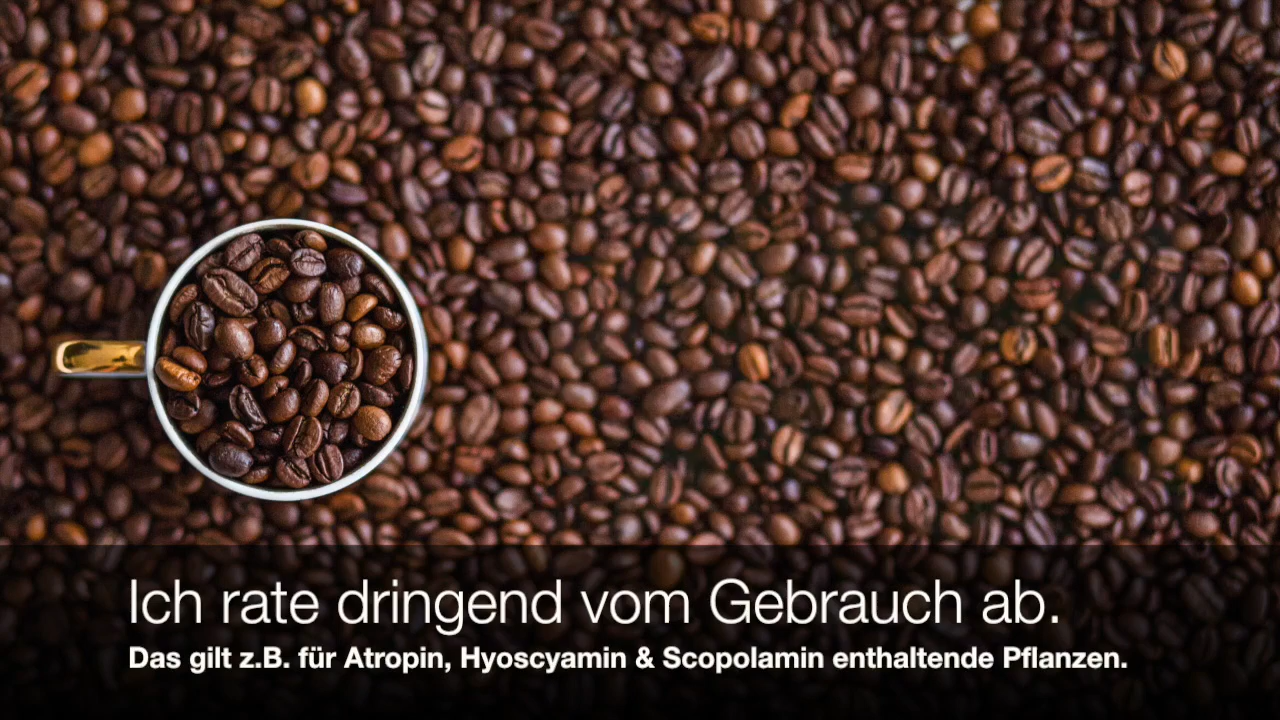 Ich rate dringend vom Gebrauch ab.
Das gilt z.B. für Atropin, Hyoscyamin & Scopolamin enthaltende Pflanzen.